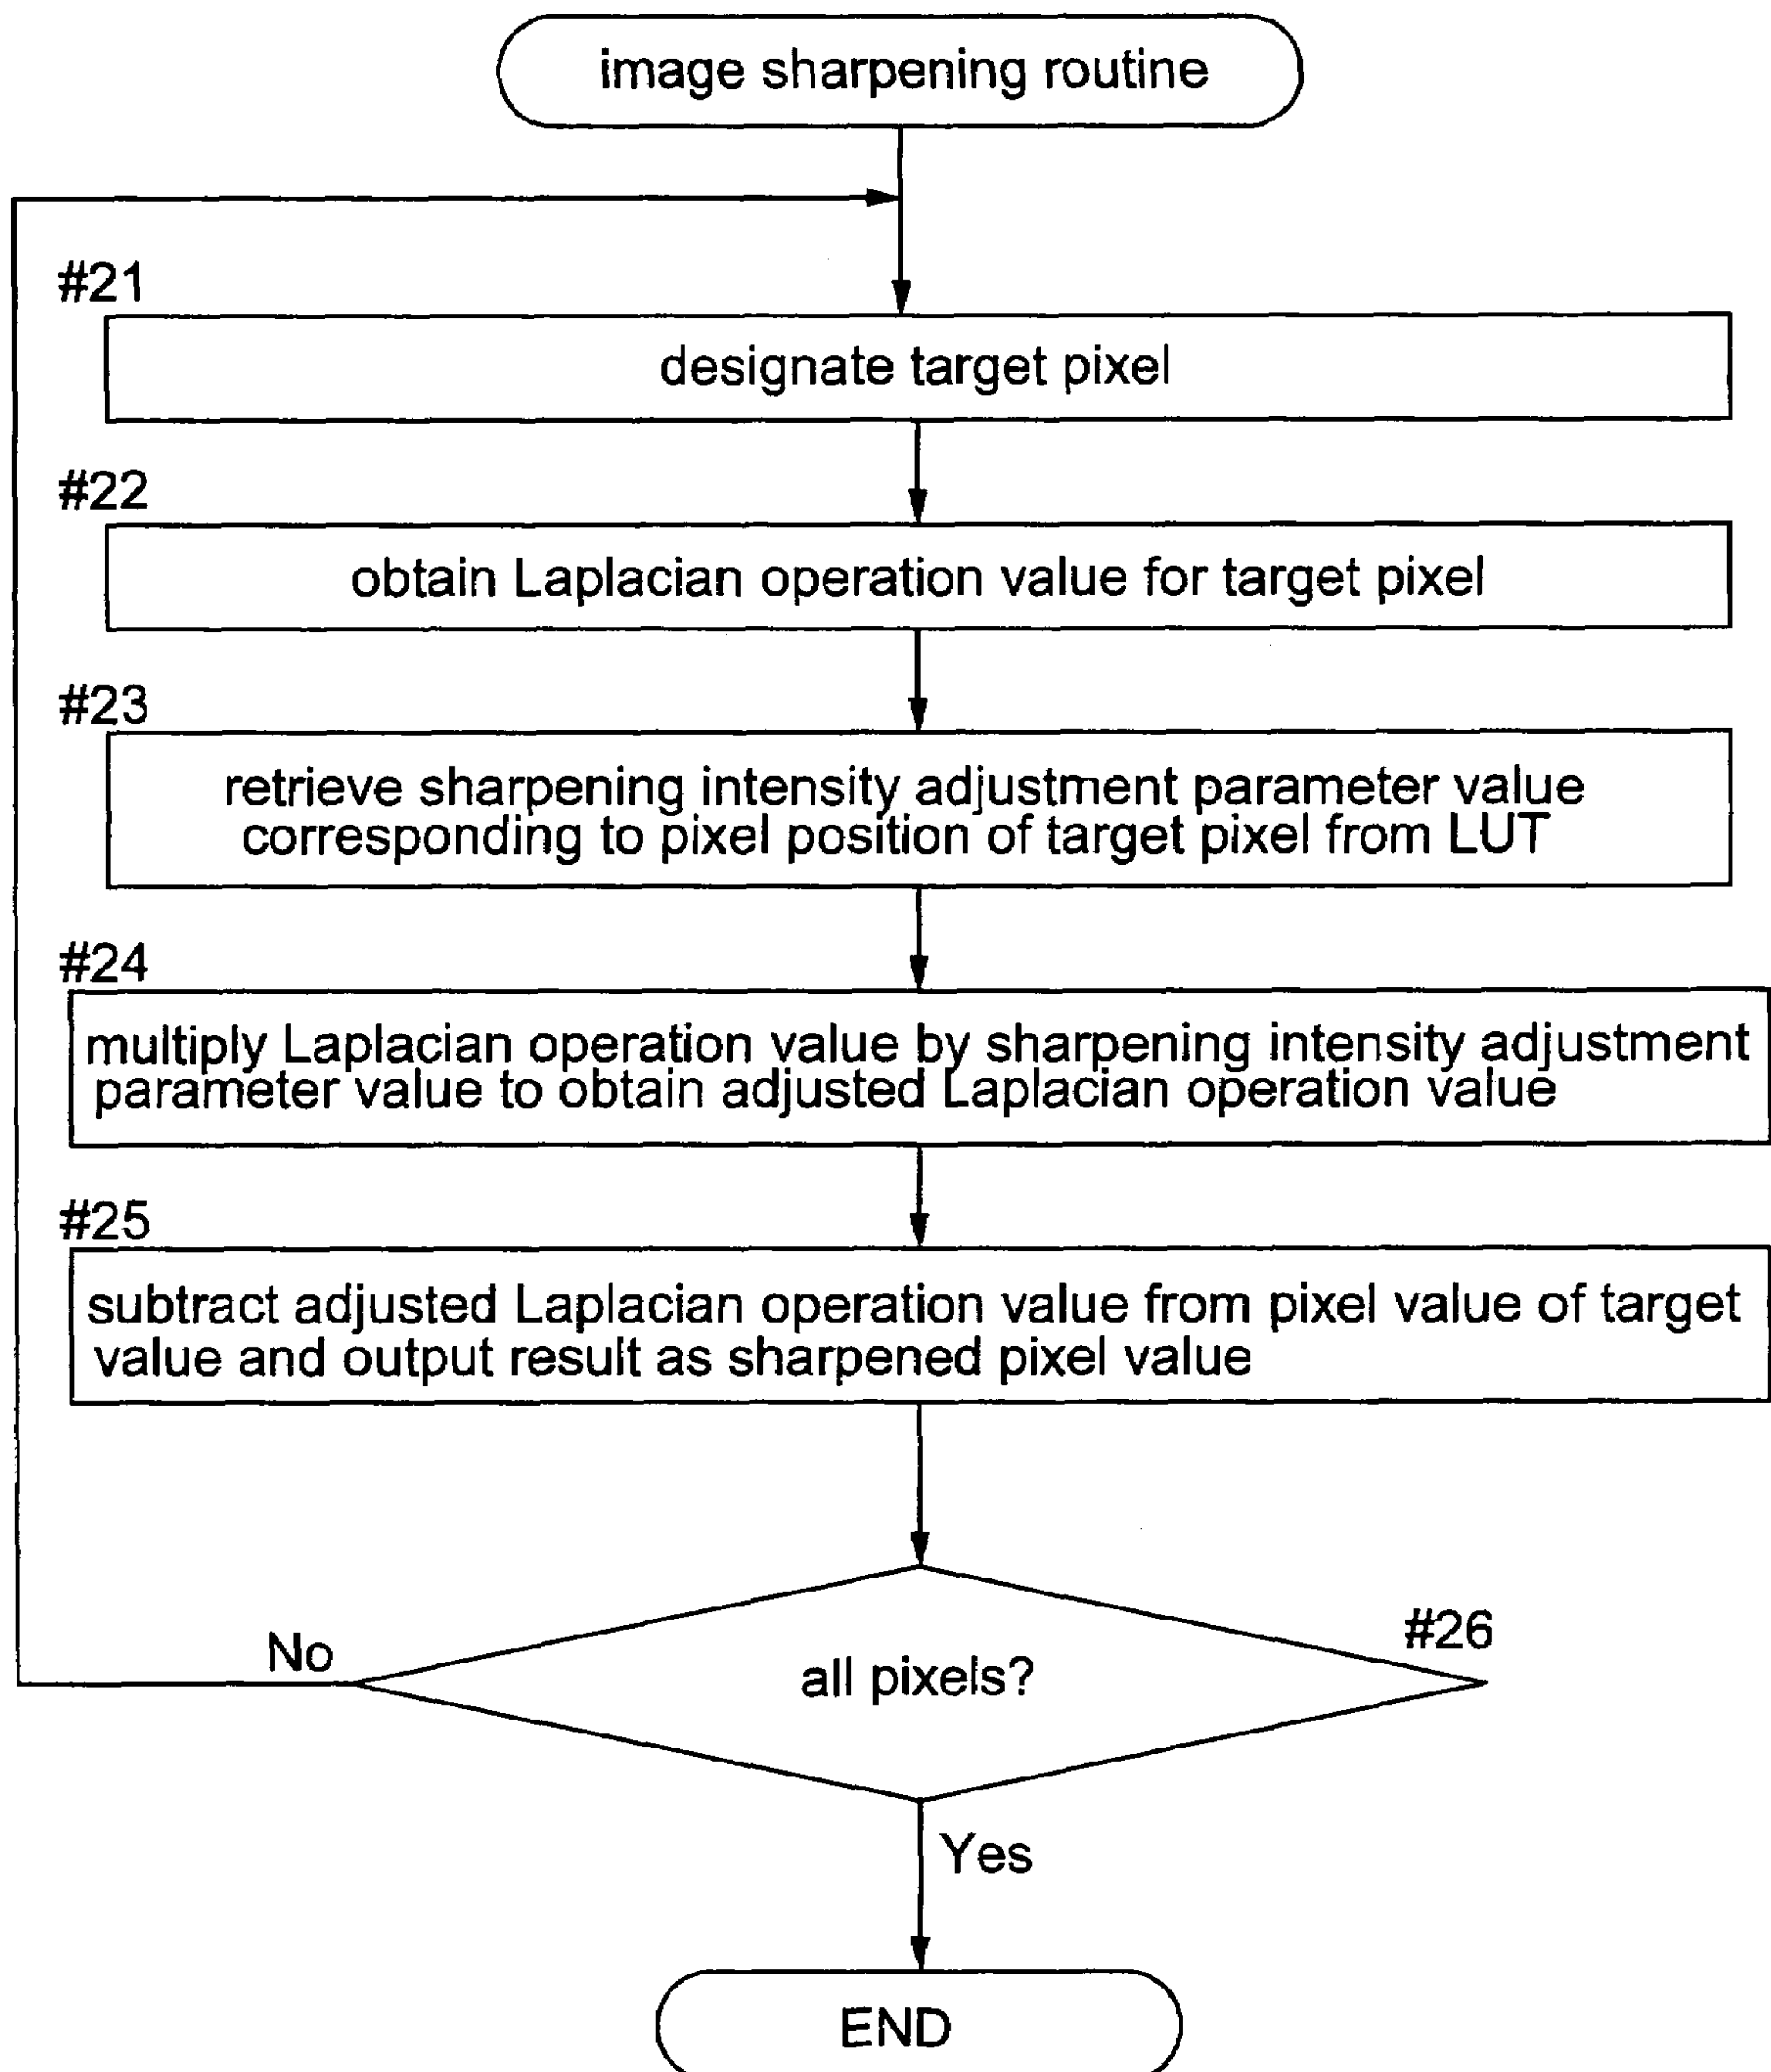 image sharpening routine
#21
designate target pixel
#22
obtain Laplacian operation value for target pixel
#23
retrieve sharpening intensity adjustment parameter value
corresponding to pixel position of target pixel from LUT
#24
multiply Laplacian operation value by sharpening intensity adjustment
parameter value to obtain adjusted Laplacian operation value
#25
subtract adjusted Laplacian operation value from pixel value of target
value and output result as sharpened pixel value
#26
No
all pixels?
Yes
END